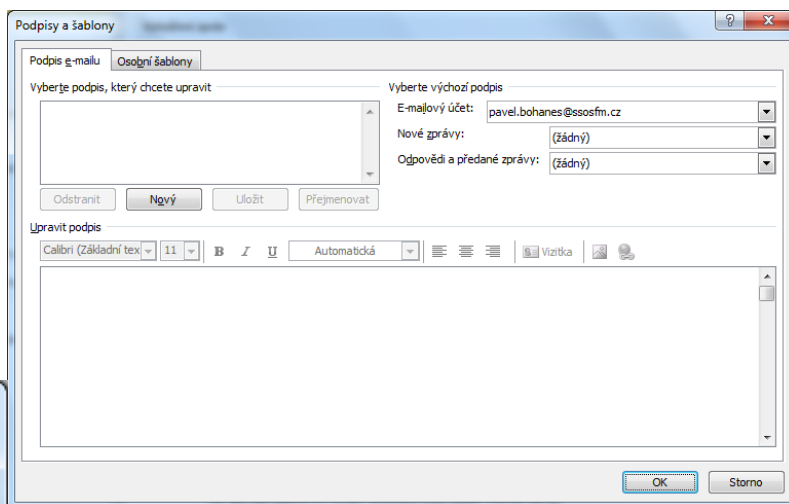 Podpisy a šablony
Podpis e-mailu
Osobní šablony
Vyberte podpis, který chcete upravit
Odstranit
Nový
Uložit
Přejmenovat
Vyberte výchozí podpis
E-mailový účet: pavel.bohanes@ssosfm.cz
Nové zprávy: (žádný)
Odpovědi a předané zprávy: (žádný)
Upravit podpis
Calibri (Základní tex 11 B I U Automatická Vizitka
OK
Storno